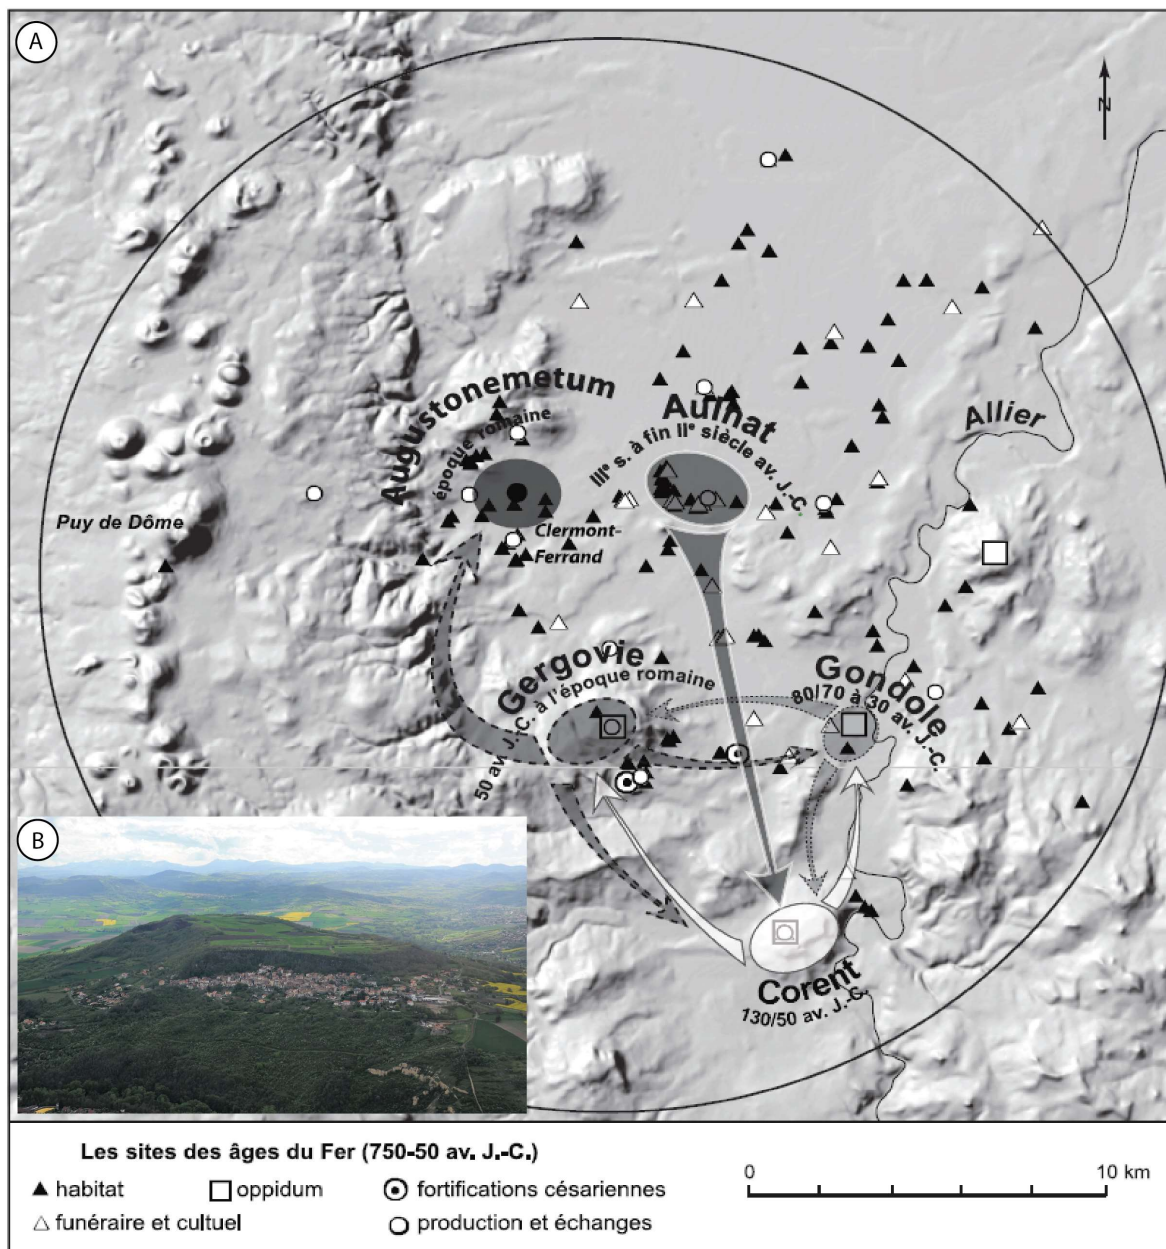 A
N
Augustonemetum
époque romaine
Aulnat
IIIe s. à fin IIe siècle av. J.-C.
Allier
Puy de Dôme
Clermont-
Ferrand
Gergovie
50 av. J.-C. à l'époque romaine
Gondole
80/70 à 30 av. J.-C.
B
Corent
130/50 av. J.-C.
Les sites des âges du Fer (750-50 av. J.-C.)
habitat
oppidum
fortifications césariennes
funéraire et cultuel
production et échanges
0
10 km